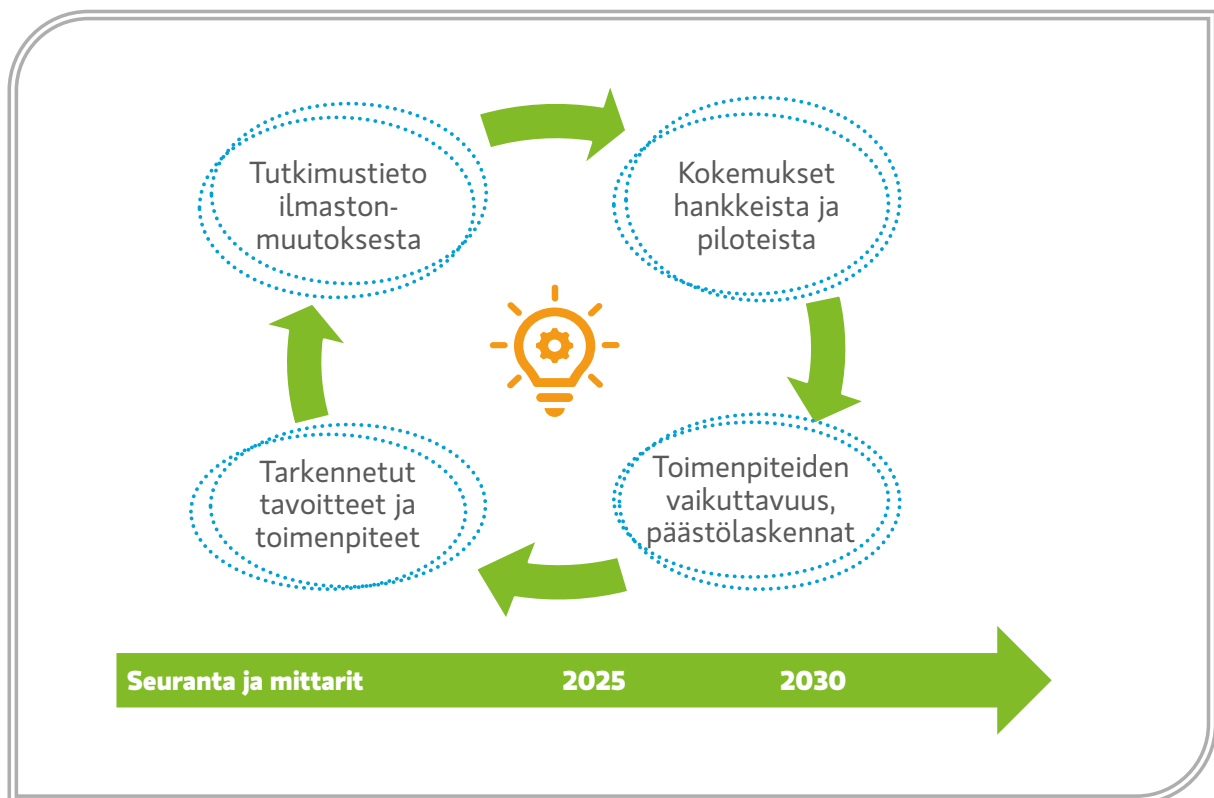 Tutkimustieto
ilmaston-
muutoksesta
Kokemukset
hankkeista ja
piloteista
Tarkennetut
tavoitteet ja
toimenpiteet
Toimenpiteiden
vaikuttavuus,
päästölaskennat
Seuranta ja mittarit 2025 2030